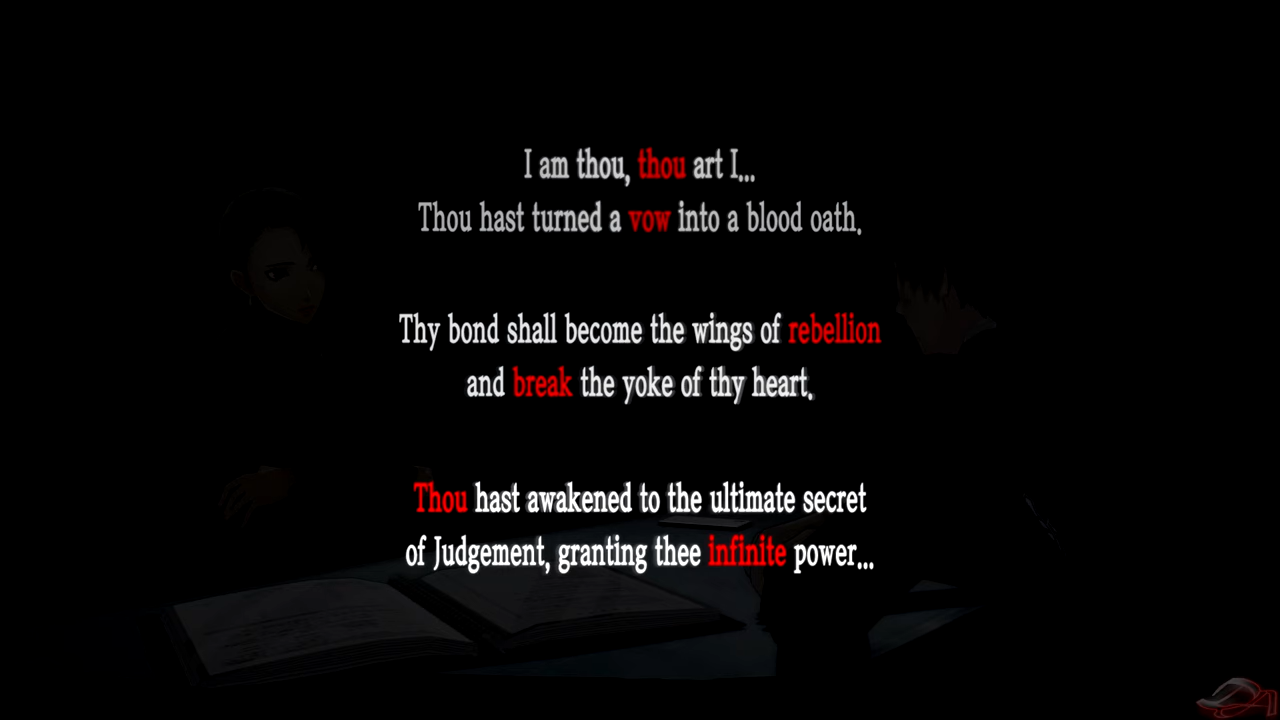 I am thou, thou art I...
Thou hast turned a vow into a blood oath.
Thy bond shall become the wings of rebellion
and break the yoke of thy heart.
Thou hast awakened to the ultimate secret
of Judgement, granting thee infinite power...